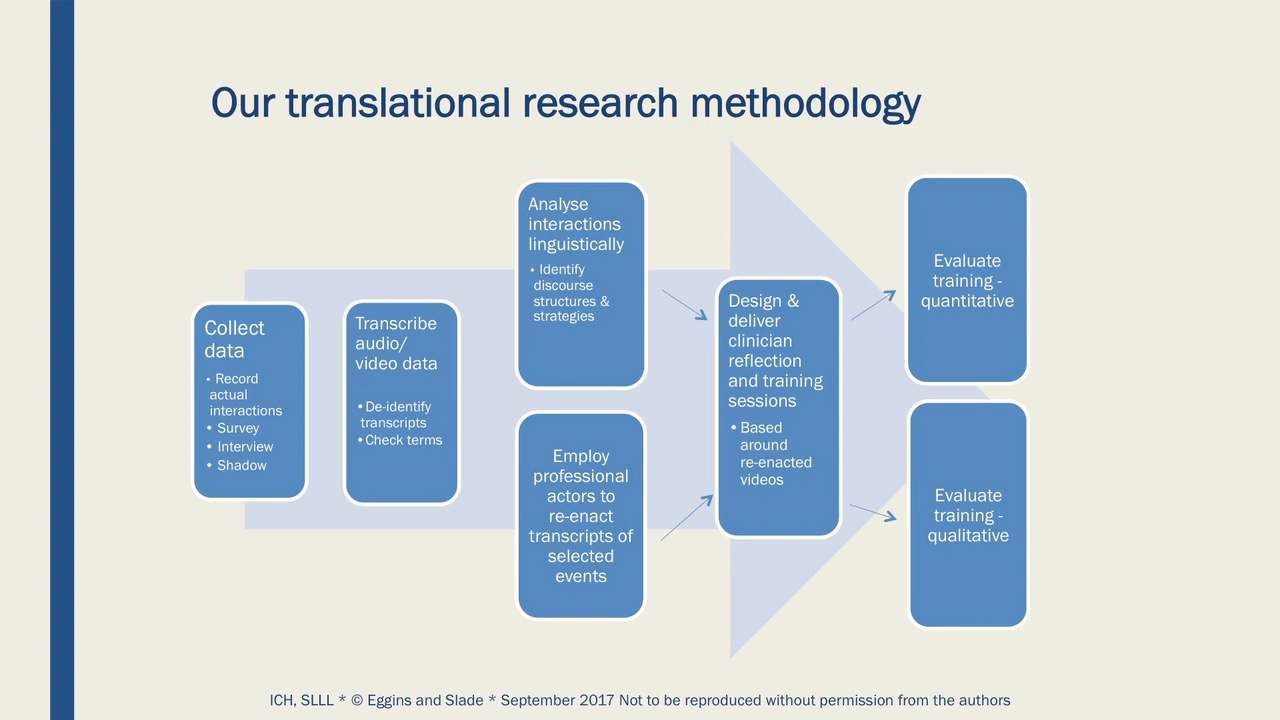 Our translational research methodology
Collect
data
• Record
actual
interactions
• Survey
• Interview
• Shadow
Transcribe
audio/
video data
• De-identify
transcripts
• Check terms
Analyse
interactions
linguistically
• Identify
discourse
structures &
strategies
Employ
professional
actors to
re-enact
transcripts of
selected
events
Design &
deliver
clinician
reflection
and training
sessions
• Based
around
re-enacted
videos
Evaluate
training -
quantitative
Evaluate
training -
qualitative
ICH, SLLL * © Eggins and Slade * September 2017 Not to be reproduced without permission from the authors